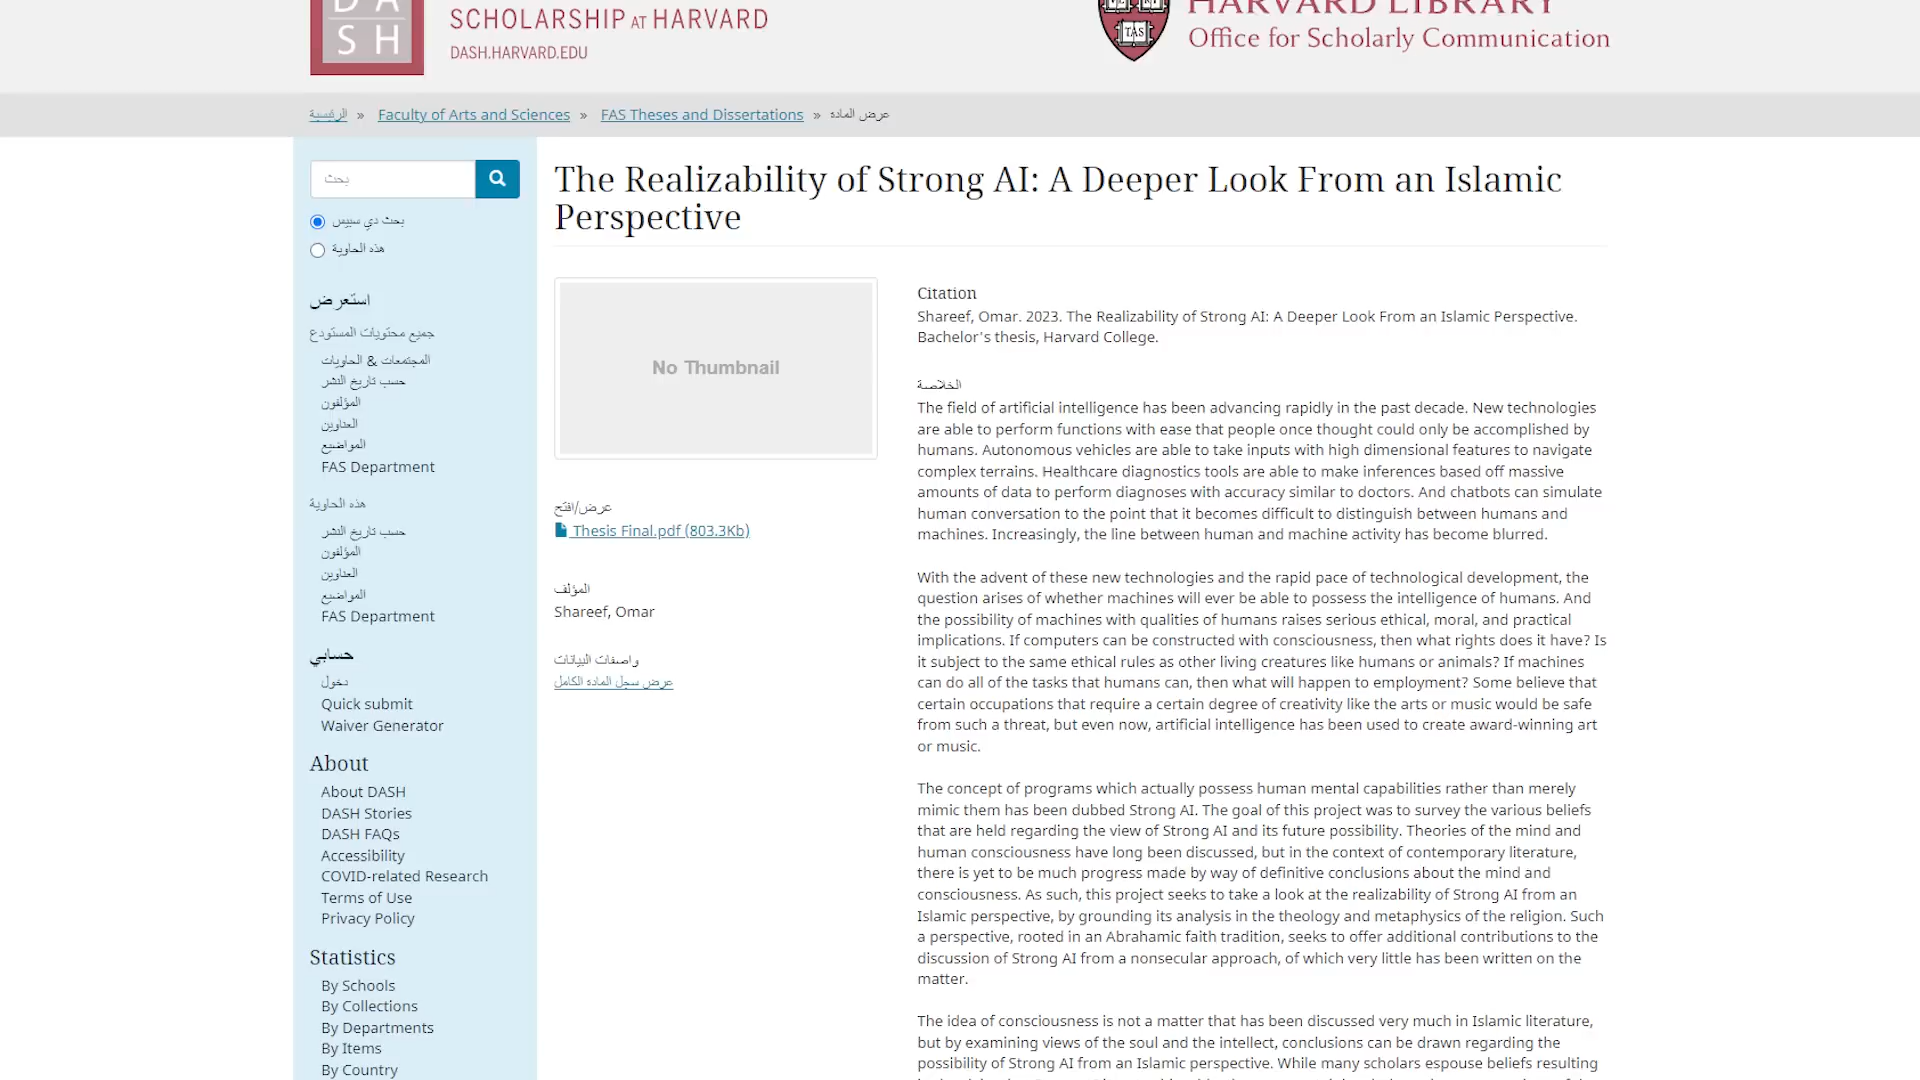 DA
SH
SCHOLARSHIP AT HARVARD
DASH.HARVARD.EDU
HARVARD LIBRARY
Office for Scholarly Communication
TAS
الرئيسية » Faculty of Arts and Sciences » FAS Theses and Dissertations » عرض المادة
بحث
بحث دي سبيس
هذه الحاوية
استعرض
جميع محتويات المستودع
المجتمعات & الحاويات
حسب تاريخ النشر
المؤلفون
العناوين
المواضيع
FAS Department
هذه الحاوية
حسب تاريخ النشر
المؤلفون
العناوين
المواضيع
FAS Department
حسابي
دخول
Quick submit
Waiver Generator
About
About DASH
DASH Stories
DASH FAQs
Accessibility
COVID-related Research
Terms of Use
Privacy Policy
Statistics
By Schools
By Collections
By Departments
By Items
By Country
The Realizability of Strong AI: A Deeper Look From an Islamic
Perspective
No Thumbnail
عرض/افتح
Thesis Final.pdf (803.3Kb)
المؤلف
Shareef, Omar
واصفات البيانات
عرض سجل المادة الكامل
Citation
Shareef, Omar. 2023. The Realizability of Strong AI: A Deeper Look From an Islamic Perspective.
Bachelor's thesis, Harvard College.
الخلاصة
The field of artificial intelligence has been advancing rapidly in the past decade. New technologies
are able to perform functions with ease that people once thought could only be accomplished by
humans. Autonomous vehicles are able to take inputs with high dimensional features to navigate
complex terrains. Healthcare diagnostics tools are able to make inferences based off massive
amounts of data to perform diagnoses with accuracy similar to doctors. And chatbots can simulate
human conversation to the point that it becomes difficult to distinguish between humans and
machines. Increasingly, the line between human and machine activity has become blurred.
With the advent of these new technologies and the rapid pace of technological development, the
question arises of whether machines will ever be able to possess the intelligence of humans. And
the possibility of machines with qualities of humans raises serious ethical, moral, and practical
implications. If computers can be constructed with consciousness, then what rights does it have? Is
it subject to the same ethical rules as other living creatures like humans or animals? If machines
can do all of the tasks that humans can, then what will happen to employment? Some believe that
certain occupations that require a certain degree of creativity like the arts or music would be safe
from such a threat, but even now, artificial intelligence has been used to create award-winning art
or music.
The concept of programs which actually possess human mental capabilities rather than merely
mimic them has been dubbed Strong AI. The goal of this project was to survey the various beliefs
that are held regarding the view of Strong AI and its future possibility. Theories of the mind and
human consciousness have long been discussed, but in the context of contemporary literature,
there is yet to be much progress made by way of definitive conclusions about the mind and
consciousness. As such, this project seeks to take a look at the realizability of Strong AI from an
Islamic perspective, by grounding its analysis in the theology and metaphysics of the religion. Such
a perspective, rooted in an Abrahamic faith tradition, seeks to offer additional contributions to the
discussion of Strong AI from a nonsecular approach, of which very little has been written on the
matter.
The idea of consciousness is not a matter that has been discussed very much in Islamic literature,
but by examining views of the soul and the intellect, conclusions can be drawn regarding the
possibility of Strong AI from an Islamic perspective. While many scholars espouse beliefs resulting